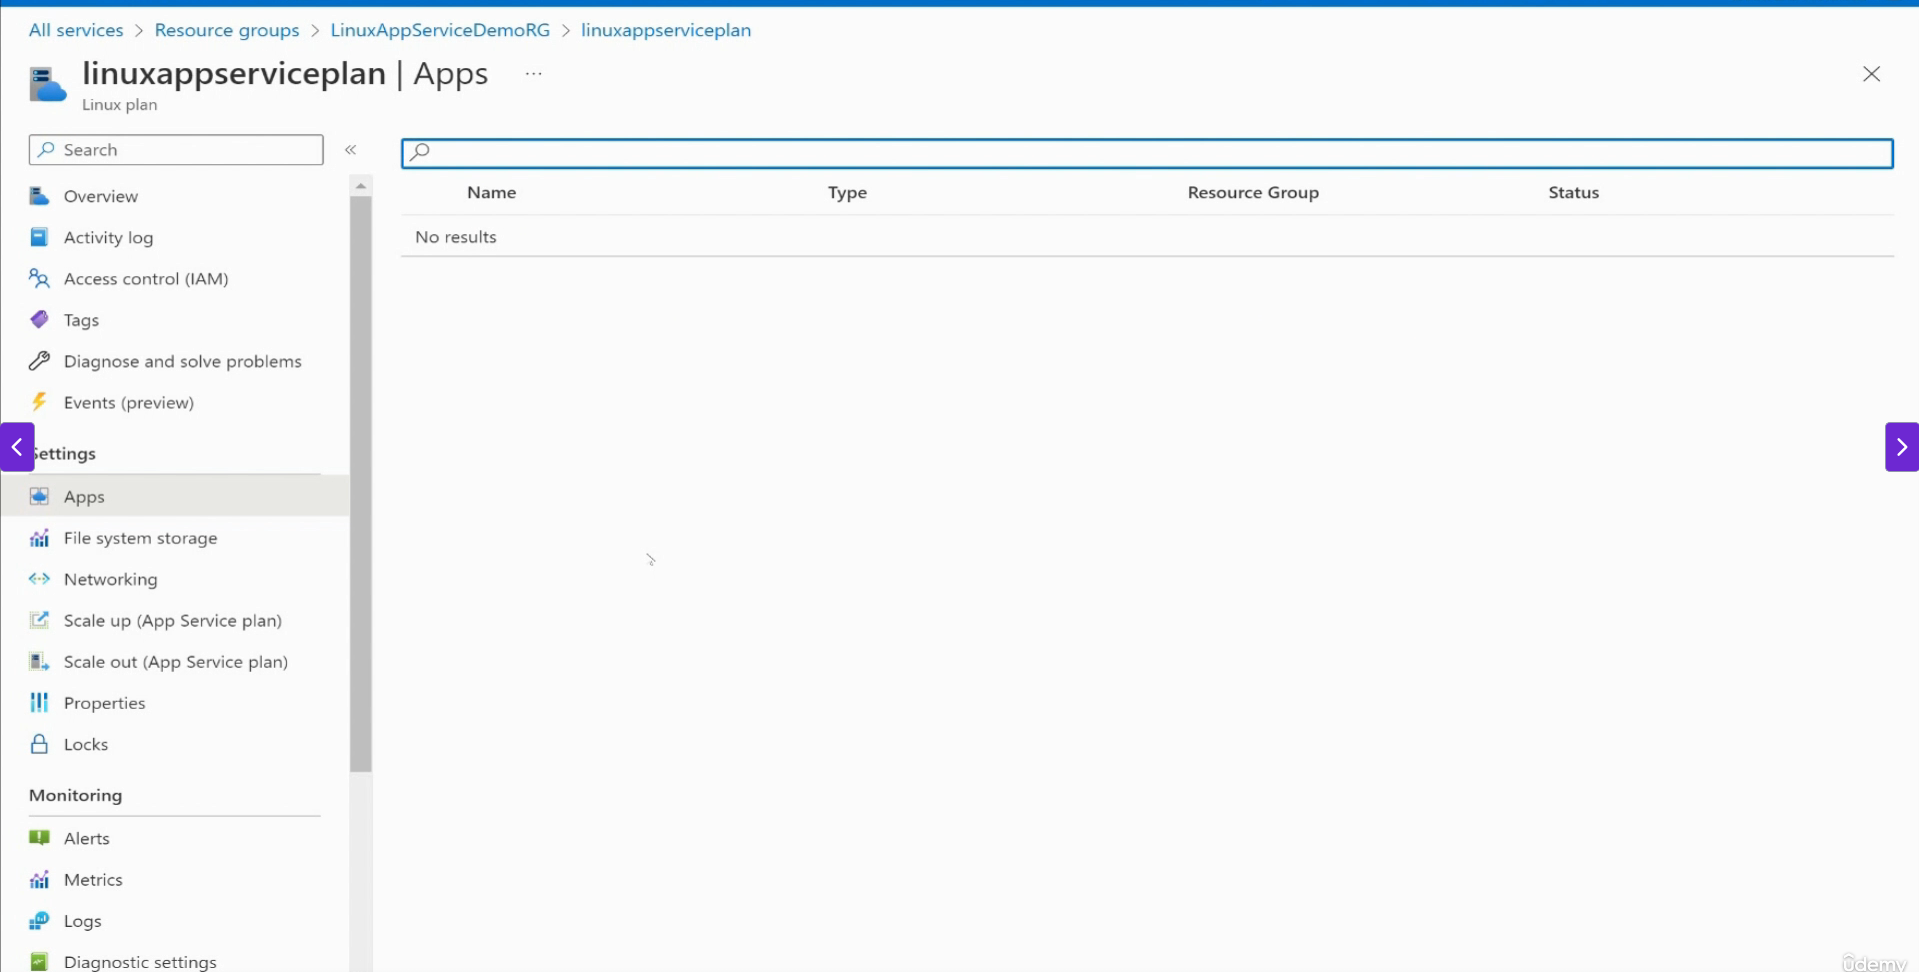 All services > Resource groups > LinuxAppServiceDemoRG > linuxappserviceplan
linuxappserviceplan | Apps ...
Linux plan
Search
«
Overview
Activity log
Access control (IAM)
Tags
Diagnose and solve problems
Events (preview)
Settings
Apps
File system storage
Networking
Scale up (App Service plan)
Scale out (App Service plan)
Properties
Locks
Monitoring
Alerts
Metrics
Logs
Diagnostic settings
Name Type Resource Group Status
No results
ûdemy